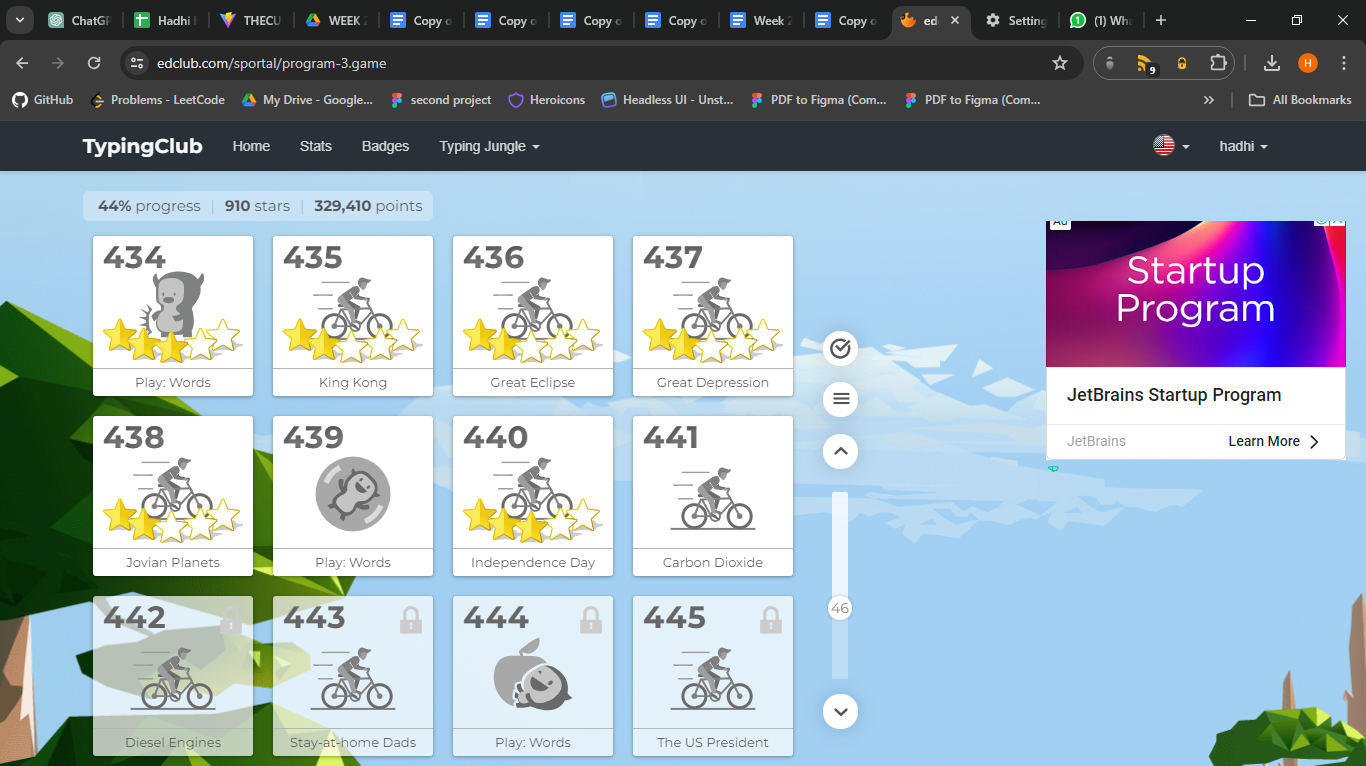 ChatGP
Hadhi
THECU
WEEK 2
Copy o
Copy o
Copy o
Copy o
Week 2
Copy o
ed
Setting
(1) Wha
edclub.com/sportal/program-3.game
9
H
GitHub
Problems - LeetCode
My Drive - Google...
second project
Heroicons
Headless UI - Unst...
PDF to Figma (Com...
PDF to Figma (Com...
All Bookmarks
TypingClub
Home
Stats
Badges
Typing Jungle
hadhi
44% progress
910 stars
329,410 points
434
Play: Words
435
King Kong
436
Great Eclipse
437
Great Depression
438
Jovian Planets
439
Play: Words
440
Independence Day
441
Carbon Dioxide
442
Diesel Engines
443
Stay-at-home Dads
444
Play: Words
445
The US President
46
Ad
Startup
Program
JetBrains Startup Program
JetBrains
Learn More